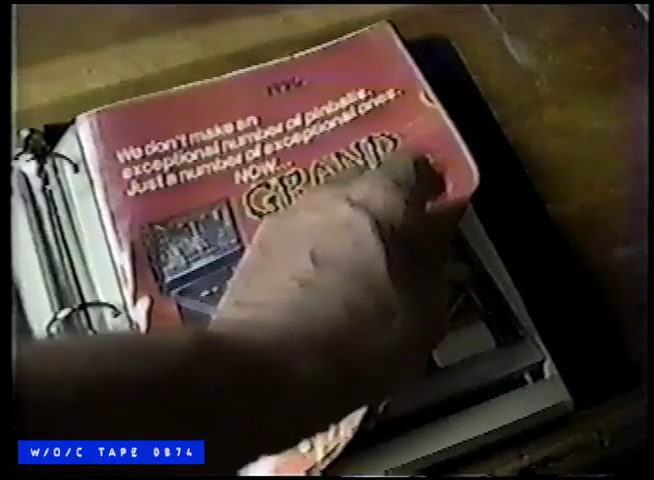 We don't make an
exceptional number of pinballs.
Just a number of exceptional ones.
NOW...
GRAND
W/O/C TAPE 0874